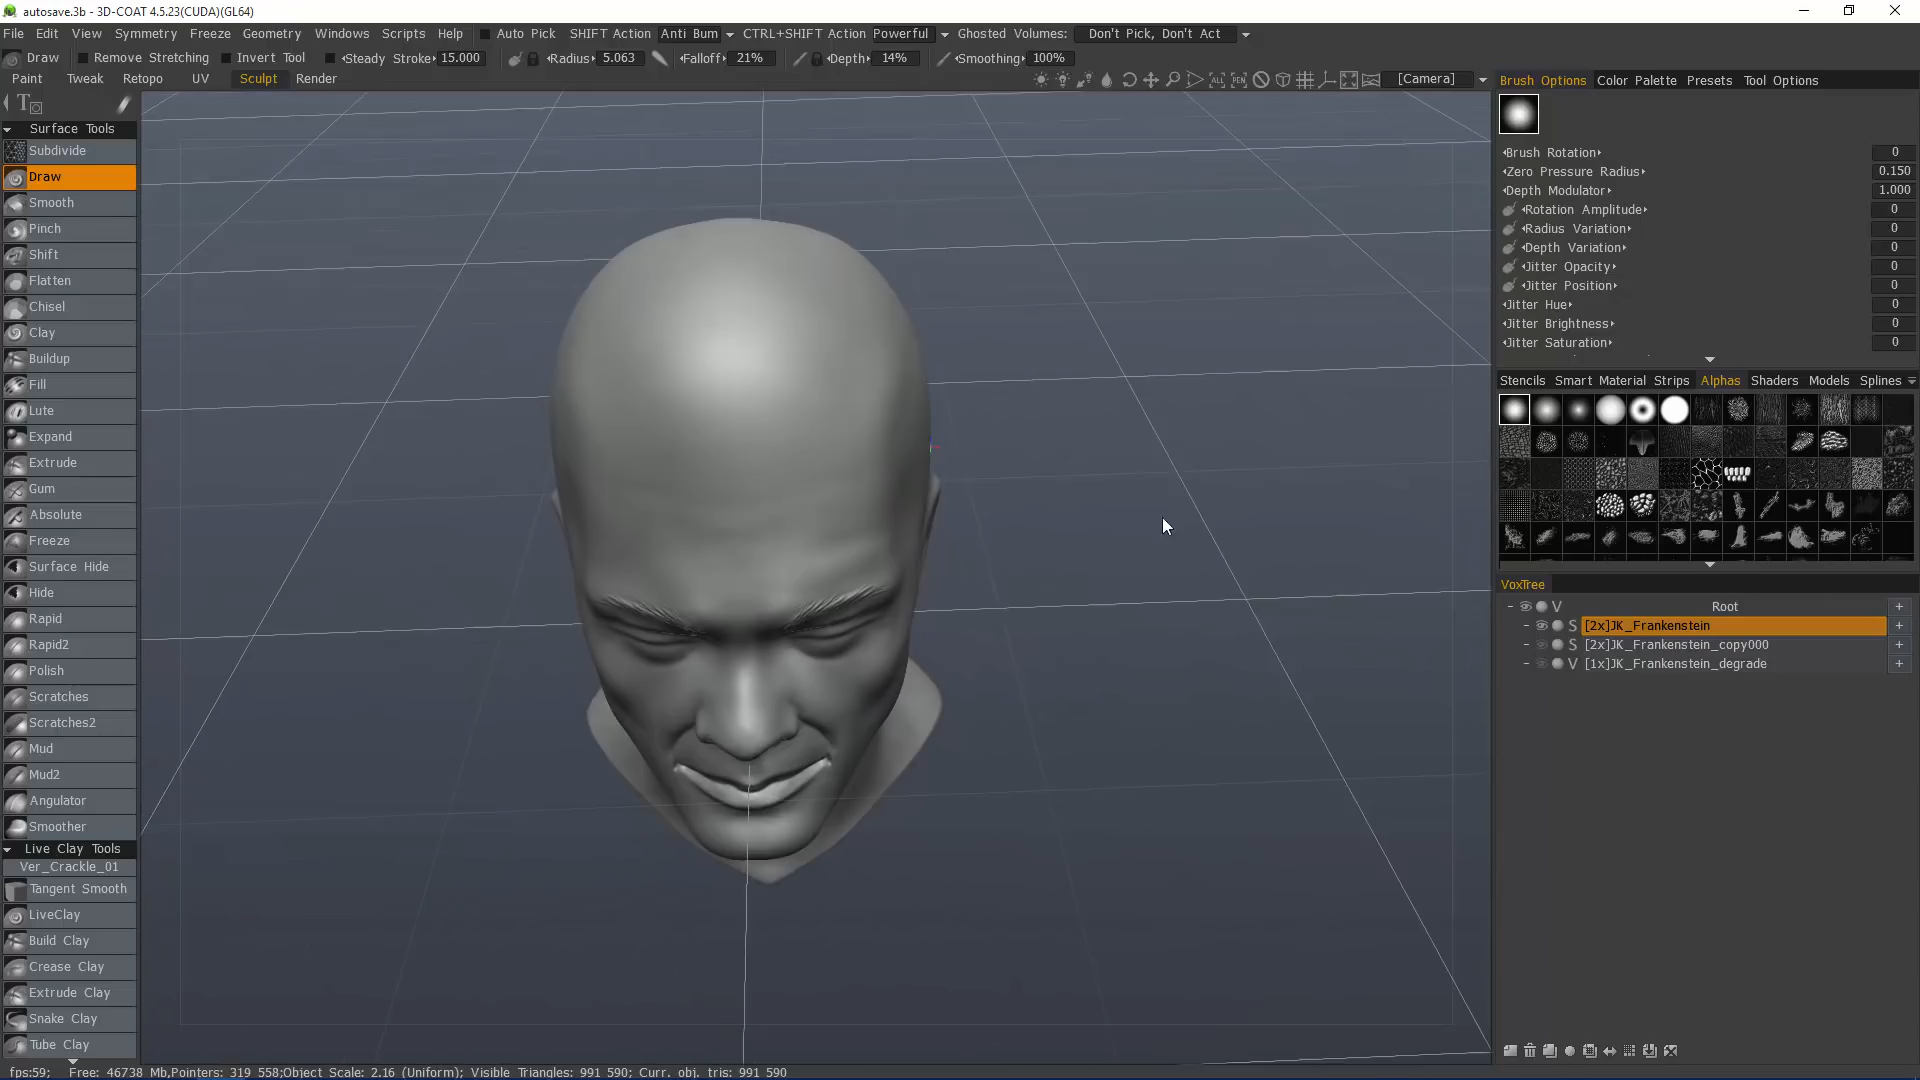 autosave.3b - 3D-COAT 4.5.23(CUDA)(GL64)
File Edit View Symmetry Freeze Geometry Windows Scripts Help Auto Pick SHIFT Action Anti Bum CTRL+SHIFT Action Powerful Ghosted Volumes: Don't Pick, Don't Act
Draw Remove Stretching Invert Tool Steady Stroke 15.000 Radius 5.063 Falloff 21% Depth 14% Smoothing 100%
Paint Tweak Retopo UV Sculpt Render ALL PEN [Camera]
Brush Options Color Palette Presets Tool Options
Surface Tools
Subdivide
Draw
Smooth
Pinch
Shift
Flatten
Chisel
Clay
Buildup
Fill
Lute
Expand
Extrude
Gum
Absolute
Freeze
Surface Hide
Hide
Rapid
Rapid2
Polish
Scratches
Scratches2
Mud
Mud2
Angulator
Smoother
Live Clay Tools
Ver_Crackle_01
Tangent Smooth
LiveClay
Build Clay
Crease Clay
Extrude Clay
Snake Clay
Tube Clay
Brush Rotation 0
Zero Pressure Radius 0.150
Depth Modulator 1.000
Rotation Amplitude 0
Radius Variation 0
Depth Variation 0
Jitter Opacity 0
Jitter Position 0
Jitter Hue 0
Jitter Brightness 0
Jitter Saturation 0
Stencils Smart Material Strips Alphas Shaders Models Splines
VoxTree
V Root +
S [2x]JK_Frankenstein +
S [2x]JK_Frankenstein_copy000 +
V [1x]JK_Frankenstein_degrade +
fps:59; Free: 46738 Mb,Pointers: 319 558;Object Scale: 2.16 (Uniform); Visible Triangles: 991 590; Curr. obj. tris: 991 590